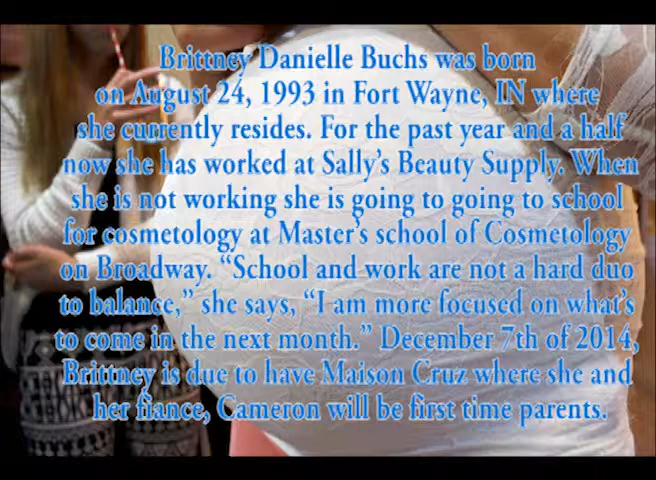 Brittney Danielle Buchs was born
on August 24, 1993 in Fort Wayne, IN where
she currently resides. For the past year and a half
now she has worked at Sally's Beauty Supply. When
she is not working she is going to going to school
for cosmetology at Master's school of Cosmetology
on Broadway. “School and work are not a hard duo
to balance,” she says, “I am more focused on what's
to come in the next month.” December 7th of 2014,
Brittney is due to have Maison Cruz where she and
her fiance, Cameron will be first time parents.